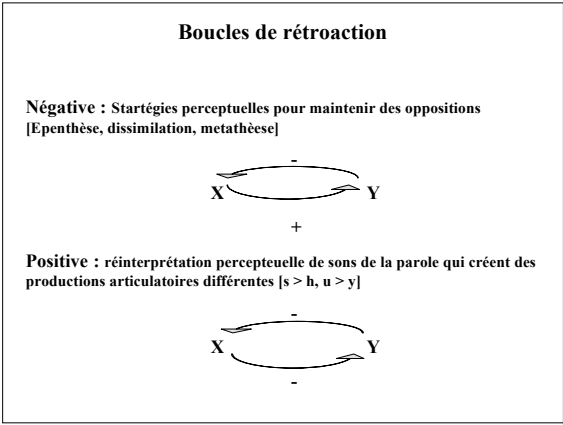 Boucles de rétroaction
Négative : Startégies perceptuelles pour maintenir des oppositions
[Epenthèse, dissimilation, metathèese]
-
X Y
+
Positive : réinterprétation percepteuelle de sons de la parole qui créent des
productions articulatoires différentes [s > h, u > y]
-
X Y
-